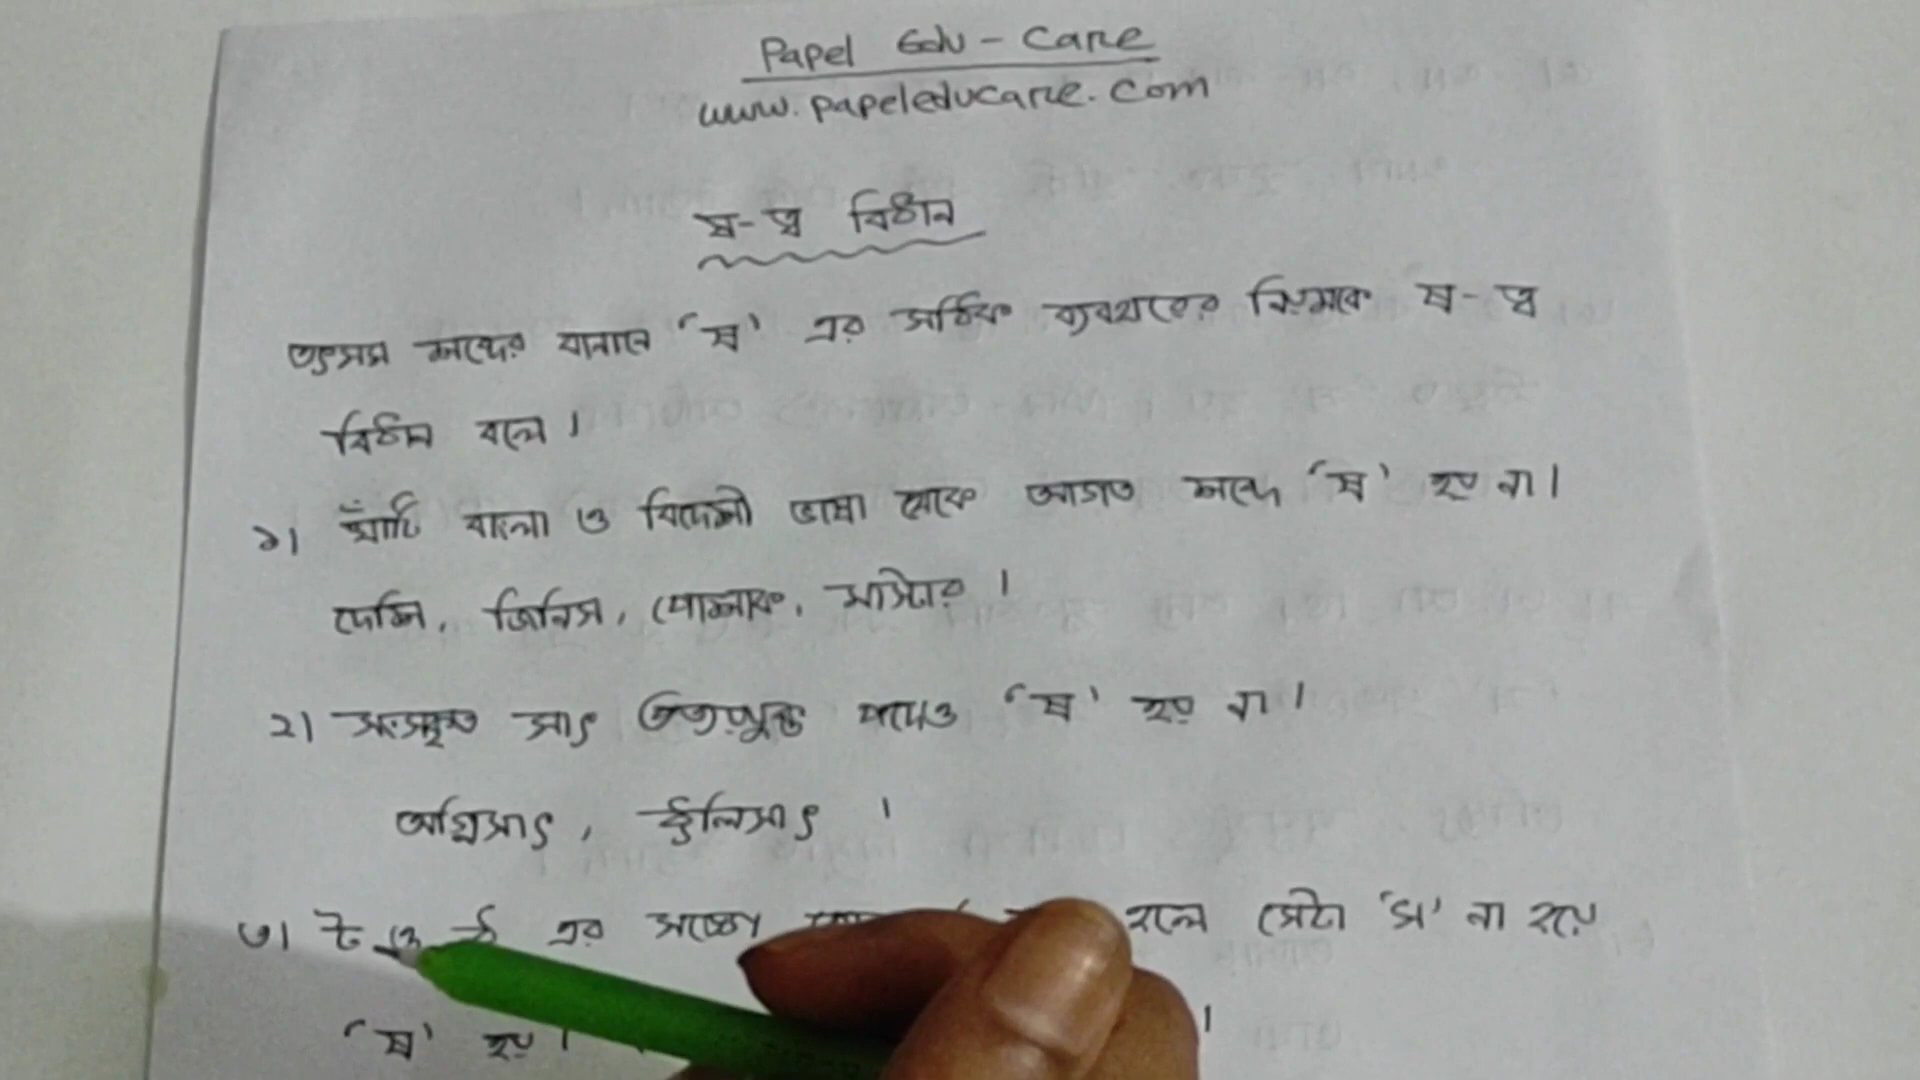 Papel Edu - Care
www.papeleducare.com
ষ-ত্ব বিধান
তৎসম শব্দের বানানে ‘ষ’ এর সঠিক ব্যবহারের নিয়মকে ষ-ত্ব
বিধান বলে।
১। খাঁটি বাংলা ও বিদেশী ভাষা থেকে আগত শব্দে ‘ষ’ হয় না।
দেশি, জিনিস, পোশাক, মাস্টার।
২। সংস্কৃত সাৎ প্রত্যয়যুক্ত পদেও ‘ষ’ হয় না।
অগ্নিসাৎ, ধূলিসাৎ।
৩। ট ও ঠ এর সঙ্গে হলে সেটা ‘স’ না হয়ে
‘ষ’ হয়।